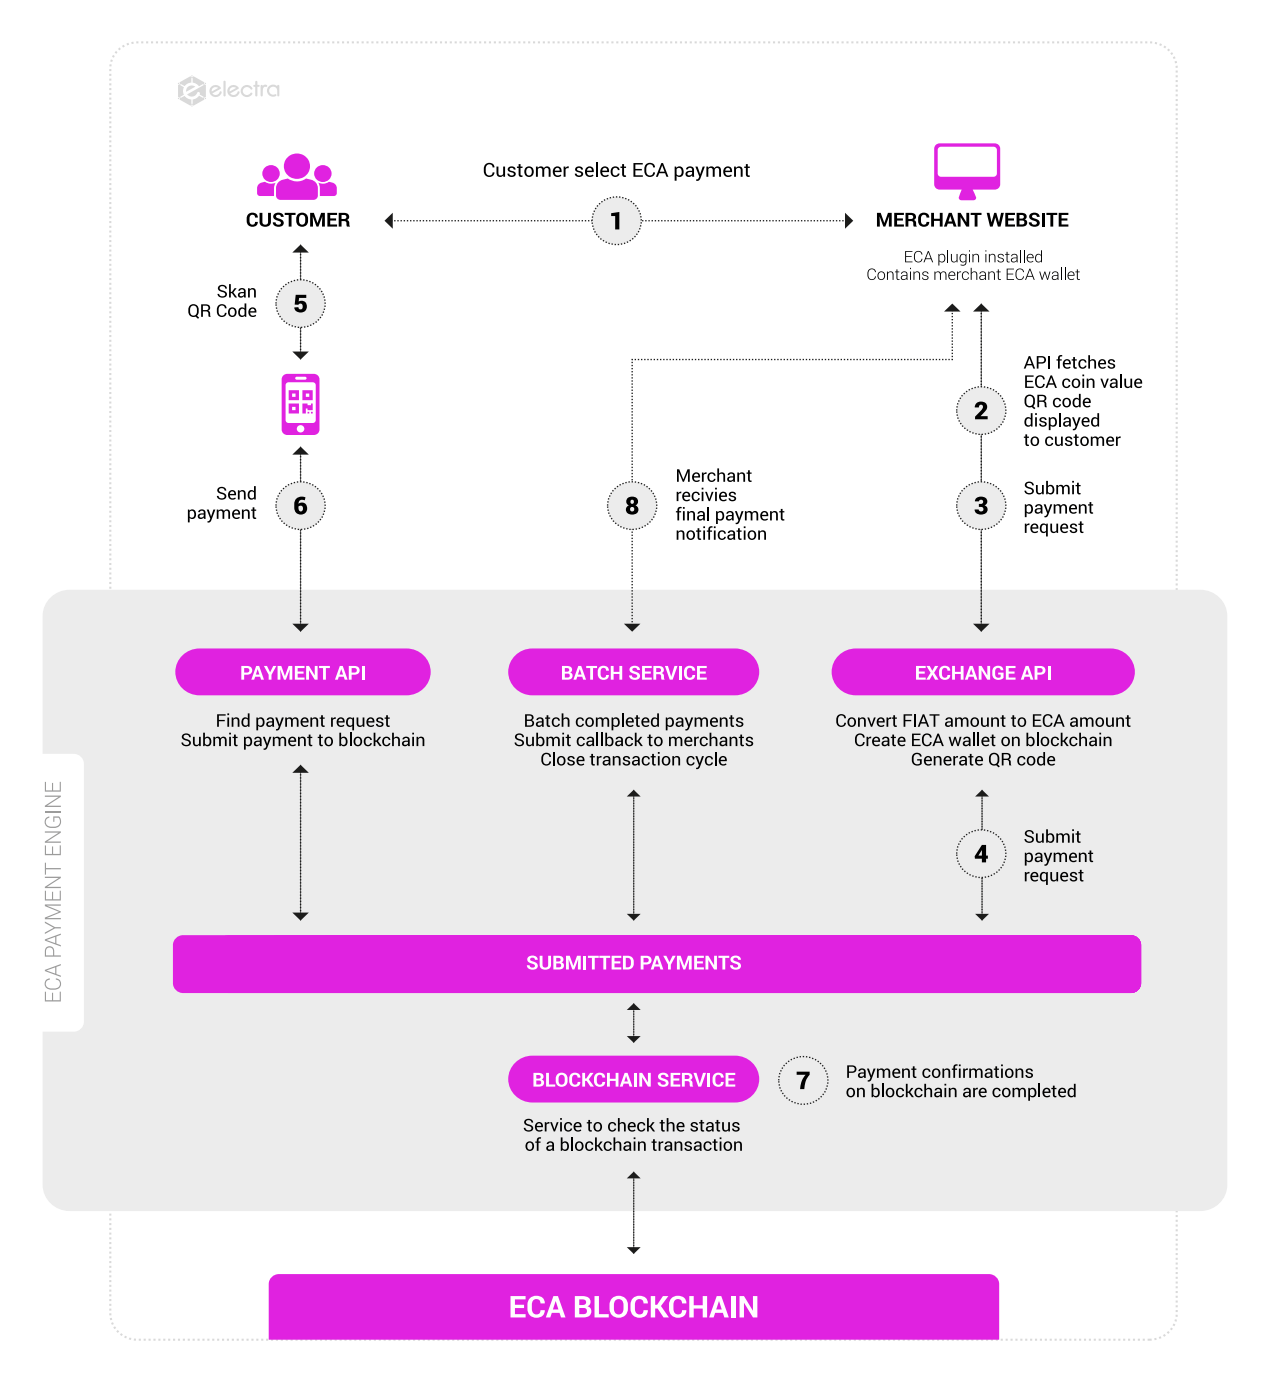 electra
Customer select ECA payment
1
CUSTOMER
MERCHANT WEBSITE
ECA plugin installed
Contains merchant ECA wallet
Skan
QR Code
5
API fetches
ECA coin value
QR code
displayed
to customer
2
Send
payment
6
Merchant
recivies
final payment
notification
8
Submit
payment
request
3
PAYMENT API
Find payment request
Submit payment to blockchain
BATCH SERVICE
Batch completed payments
Submit callback to merchants
Close transaction cycle
EXCHANGE API
Convert FIAT amount to ECA amount
Create ECA wallet on blockchain
Generate QR code
ECA PAYMENT ENGINE
4
Submit
payment
request
SUBMITTED PAYMENTS
BLOCKCHAIN SERVICE
7
Payment confirmations
on blockchain are completed
Service to check the status
of a blockchain transaction
ECA BLOCKCHAIN